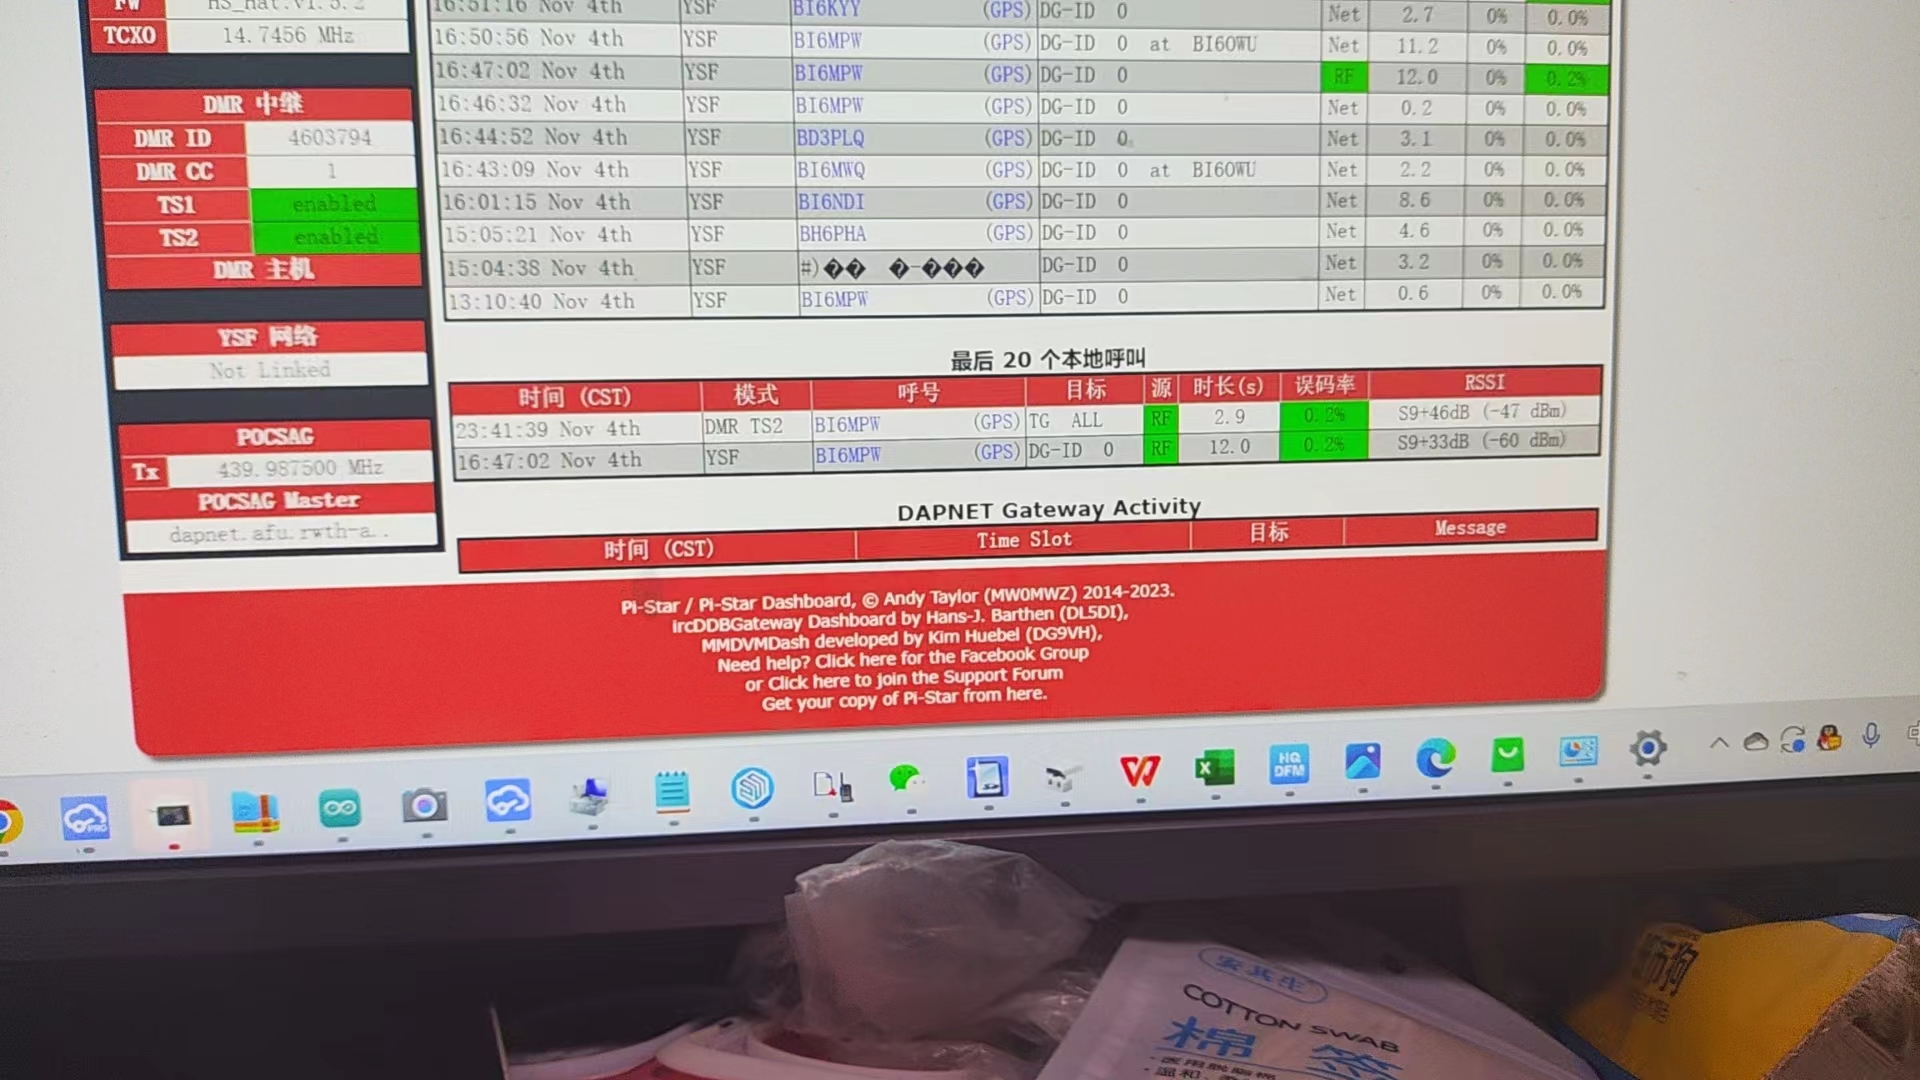 FW HS_Hat:v1.5.2
TCXO 14.7456 MHz
DMR 中继
DMR ID 4603794
DMR CC 1
TS1 enabled
TS2 enabled
DMR 主机
YSF 网络
Not Linked
POCSAG
Tx 439.987500 MHz
POCSAG Master
dapnet.afu.rwth-a..
16:51:16 Nov 4th YSF BI6KYY (GPS) DG-ID 0 Net 2.7 0% 0.0%
16:50:56 Nov 4th YSF BI6MPW (GPS) DG-ID 0 at BI6OWU Net 11.2 0% 0.0%
16:47:02 Nov 4th YSF BI6MPW (GPS) DG-ID 0 RF 12.0 0% 0.2%
16:46:32 Nov 4th YSF BI6MPW (GPS) DG-ID 0 Net 0.2 0% 0.0%
16:44:52 Nov 4th YSF BD3PLQ (GPS) DG-ID 0 Net 3.1 0% 0.0%
16:43:09 Nov 4th YSF BI6MWQ (GPS) DG-ID 0 at BI6OWU Net 2.2 0% 0.0%
16:01:15 Nov 4th YSF BI6NDI (GPS) DG-ID 0 Net 8.6 0% 0.0%
15:05:21 Nov 4th YSF BH6PHA (GPS) DG-ID 0 Net 4.6 0% 0.0%
15:04:38 Nov 4th YSF #)�� �-��� DG-ID 0 Net 3.2 0% 0.0%
13:10:40 Nov 4th YSF BI6MPW (GPS) DG-ID 0 Net 0.6 0% 0.0%
最后 20 个本地呼叫
时间 (CST) 模式 呼号 目标 源 时长(s) 误码率 RSSI
23:41:39 Nov 4th DMR TS2 BI6MPW (GPS) TG ALL RF 2.9 0.2% S9+46dB (-47 dBm)
16:47:02 Nov 4th YSF BI6MPW (GPS) DG-ID 0 RF 12.0 0.2% S9+33dB (-60 dBm)
DAPNET Gateway Activity
时间 (CST) Time Slot 目标 Message
Pi-Star / Pi-Star Dashboard, © Andy Taylor (MW0MWZ) 2014-2023.
ircDDBGateway Dashboard by Hans-J. Barthen (DL5DI),
MMDVMDash developed by Kim Huebel (DG9VH),
Need help? Click here for the Facebook Group
or Click here to join the Support Forum
Get your copy of Pi-Star from here.
PRO
HQ
DFM
COTTON SWAB
棉 签